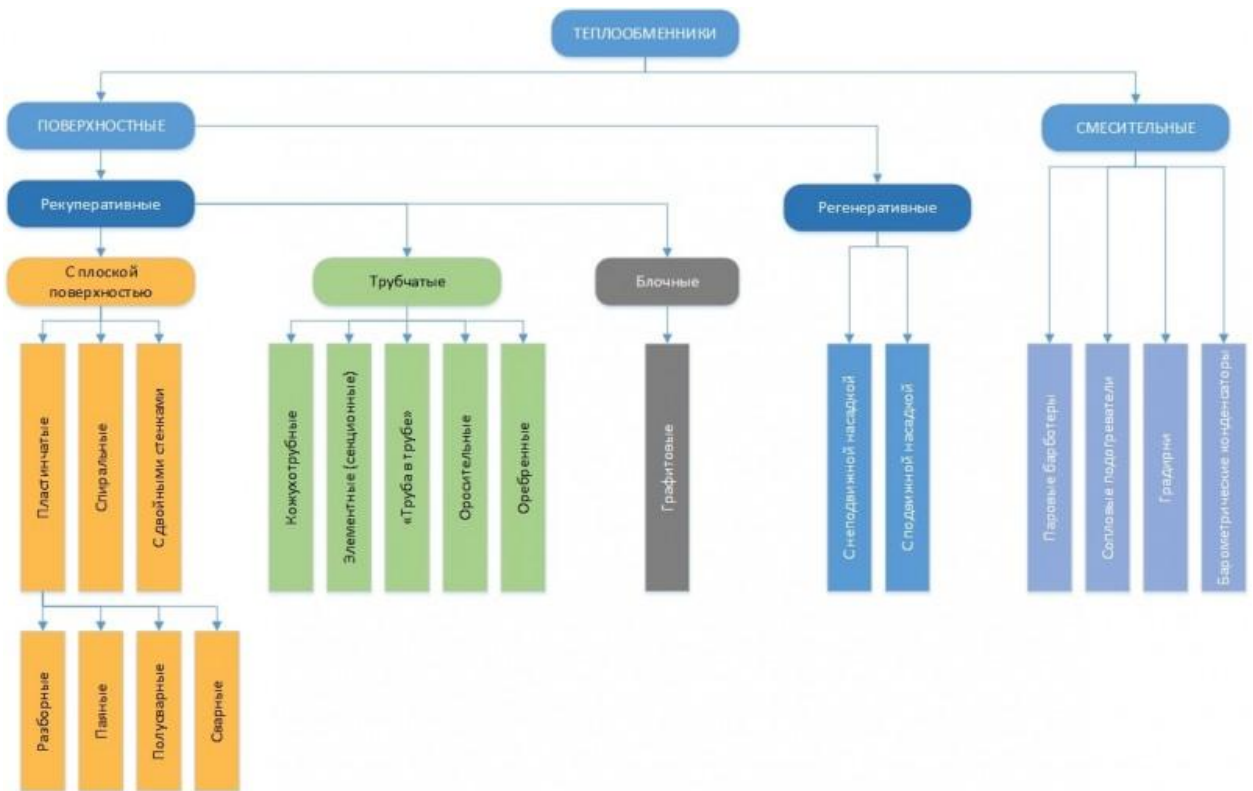 ТЕПЛООБМЕННИКИ
ПОВЕРХНОСТНЫЕ
СМЕСИТЕЛЬНЫЕ
Рекуперативные
Регенеративные
С плоской
поверхностью
Трубчатые
Блочные
Пластинчатые
Спиральные
С двойными стенками
Кожухотрубные
Элементные (секционные)
«Труба в трубе»
Оросительные
Оребренные
Графитовые
С неподвижной насадкой
С подвижной насадкой
Паровые барботеры
Сопловые подогреватели
Градирни
Барометрические конденсаторы
Разборные
Паяные
Полусварные
Сварные